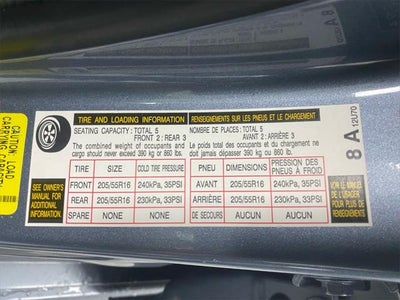 TIRE AND LOADING INFORMATION
SEATING CAPACITY: TOTAL 5
FRONT 2: REAR 3
The combined weight of occupants and
cargo should never exceed 390 kg or 860 lbs.
TIRE SIZE COLD TIRE PRESSURE
FRONT 205/55R16 240kPa, 35PSI
REAR 205/55R16 230kPa, 33PSI
SPARE NONE NONE
SEE OWNER'S
MANUAL FOR
ADDITIONAL
INFORMATION
RENSEIGNEMENTS SUR LES PNEUS ET LE CHARGEMENT
NOMBRE DE PLACES: TOTAL 5
AVANT 2: ARRIÈRE 3
Le poids total des occupants et du chargement ne
doit jamais dépasser 390 kg ou 860 lb.
PNEU DIMENSIONS PRESSION DES
PNEUS À FROID
AVANT 205/55R16 240kPa, 35PSI
ARRIÈRE 205/55R16 230kPa, 33PSI
DE SECOURS AUCUN AUCUN
VOIR LE MANUEL
DE L'USAGER
POUR PLUS DE
RENSEIGNEMENTS
8 A 12U70
CAUTION
LOAD